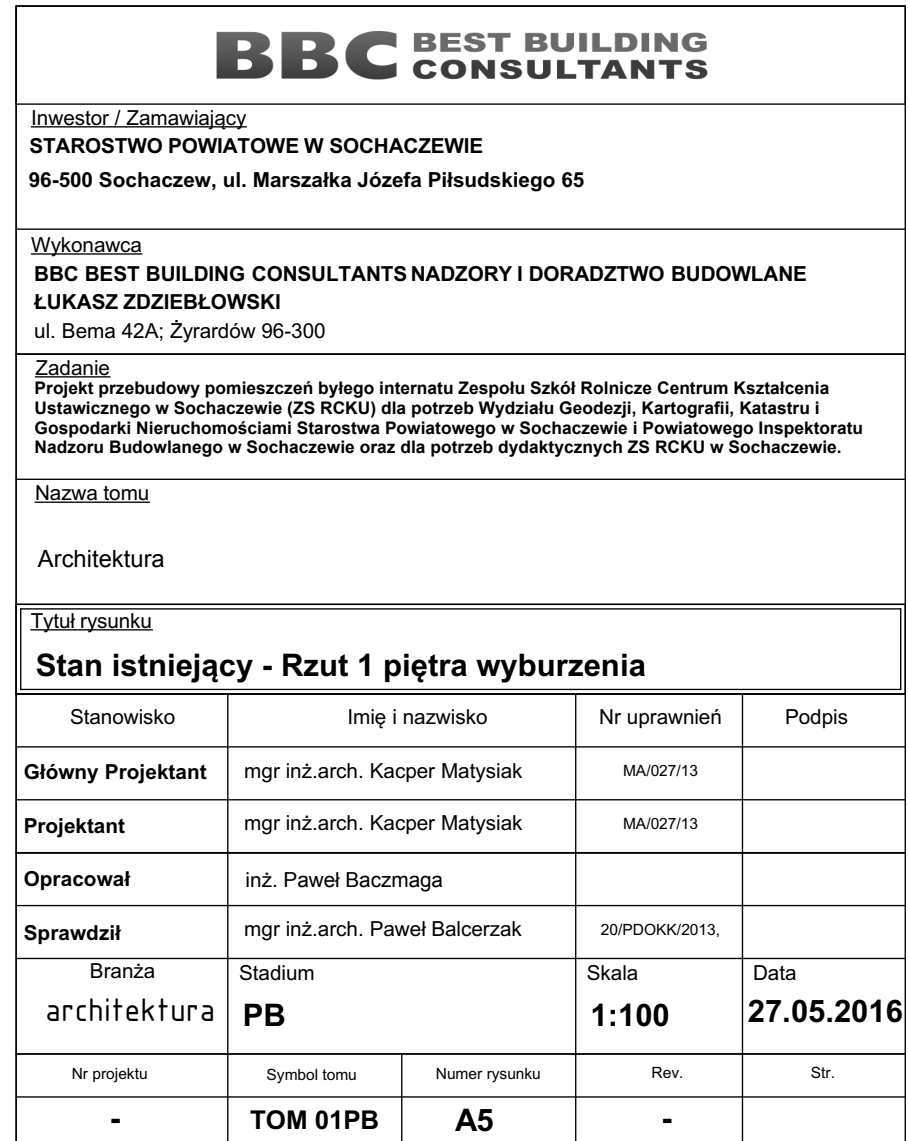 BBC BEST BUILDING
CONSULTANTS
Inwestor / Zamawiający
STAROSTWO POWIATOWE W SOCHACZEWIE
96-500 Sochaczew, ul. Marszałka Józefa Piłsudskiego 65
Wykonawca
BBC BEST BUILDING CONSULTANTS NADZORY I DORADZTWO BUDOWLANE
ŁUKASZ ZDZIEBŁOWSKI
ul. Bema 42A; Żyrardów 96-300
Zadanie
Projekt przebudowy pomieszczeń byłego internatu Zespołu Szkół Rolnicze Centrum Kształcenia
Ustawicznego w Sochaczewie (ZS RCKU) dla potrzeb Wydziału Geodezji, Kartografii, Katastru i
Gospodarki Nieruchomościami Starostwa Powiatowego w Sochaczewie i Powiatowego Inspektoratu
Nadzoru Budowlanego w Sochaczewie oraz dla potrzeb dydaktycznych ZS RCKU w Sochaczewie.
Nazwa tomu
Architektura
Tytuł rysunku
Stan istniejący - Rzut 1 piętra wyburzenia
Stanowisko Imię i nazwisko Nr uprawnień Podpis
Główny Projektant mgr inż.arch. Kacper Matysiak MA/027/13
Projektant mgr inż.arch. Kacper Matysiak MA/027/13
Opracował inż. Paweł Baczmaga
Sprawdził mgr inż.arch. Paweł Balcerzak 20/PDOKK/2013,
Branża Stadium Skala Data
architektura PB 1:100 27.05.2016
Nr projektu Symbol tomu Numer rysunku Rev. Str.
- TOM 01PB A5 -